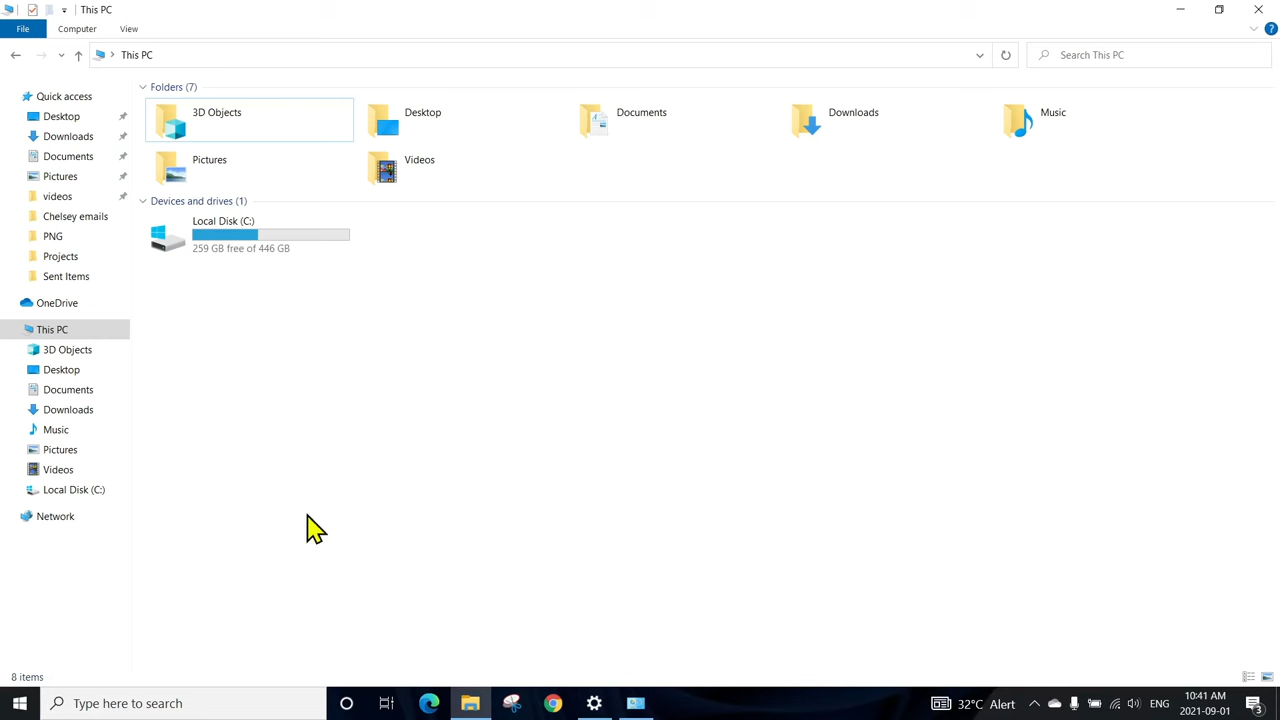 This PC
File
Computer
View
?
This PC
Search This PC
Quick access
Desktop
Downloads
Documents
Pictures
videos
Chelsey emails
PNG
Projects
Sent Items
OneDrive
This PC
3D Objects
Desktop
Documents
Downloads
Music
Pictures
Videos
Local Disk (C:)
Network
Folders (7)
3D Objects
Desktop
Documents
Downloads
Music
Pictures
Videos
Devices and drives (1)
Local Disk (C:)
259 GB free of 446 GB
8 items
Type here to search
32°C Alert
ENG
10:41 AM
2021-09-01
3